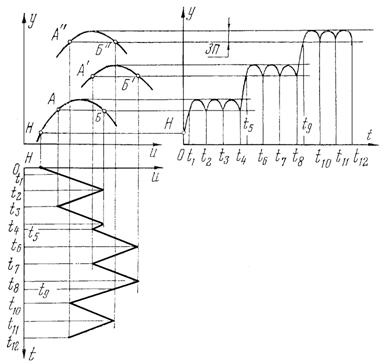 y
A''
Б''
A'
Б'
A
Б
H
u
y
ЗП
H
t5
t9
0 t1 t2 t3 t4 t6 t7 t8 t10 t11 t12
t
H
0
u
t1
t2
t3
t4
t5
t6
t7
t8
t9
t10
t11
t12
t